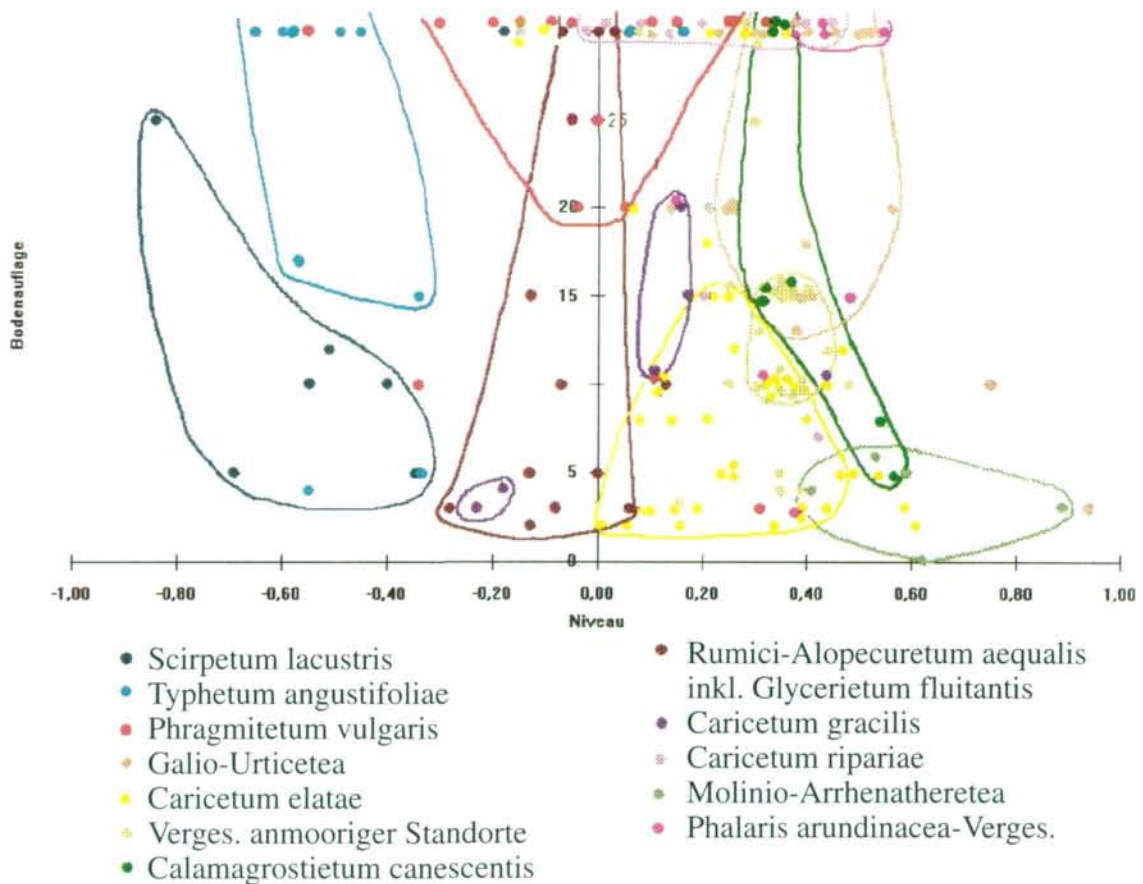 Bodenauflage
25
20
15
10
5
0
-1,00 -0,80 -0,60 -0,40 -0,20 0,00 0,20 0,40 0,60 0,80 1,00
Niveau
Scirpetum lacustris
Typhetum angustifoliae
Phragmitetum vulgaris
Galio-Urticetea
Caricetum elatae
Verges. anmooriger Standorte
Calamagrostietum canescentis
Rumici-Alopecuretum aequalis
inkl. Glycerietum fluitantis
Caricetum gracilis
Caricetum ripariae
Molinio-Arrhenatheretea
Phalaris arundinacea-Verges.